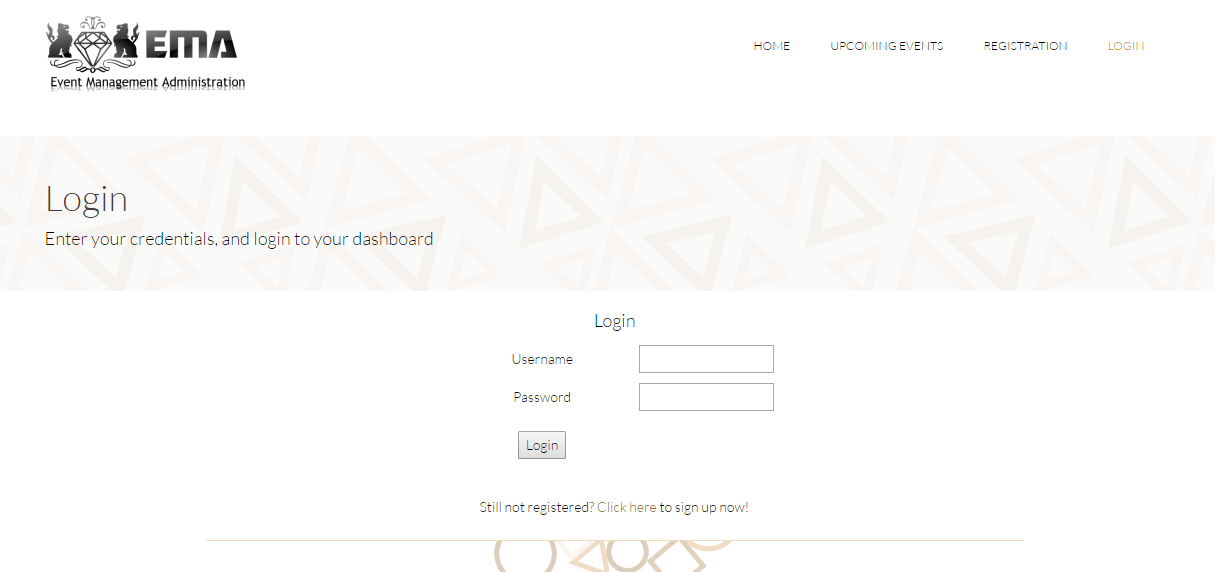 EMA
Event Management Administration
HOME UPCOMING EVENTS REGISTRATION LOGIN
Login
Enter your credentials, and login to your dashboard
Login
Username
Password
Login
Still not registered? Click here to sign up now!